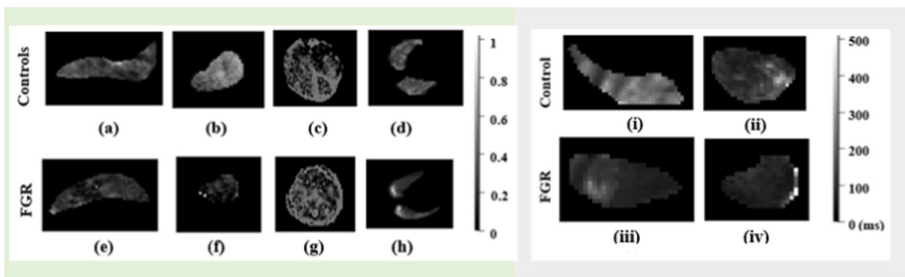 Controls
(a) (b) (c) (d)
FGR
(e) (f) (g) (h)
1
0.8
0.6
0.4
0.2
0
Control
(i) (ii)
FGR
(iii) (iv)
500
400
300
200
100
0 (ms)